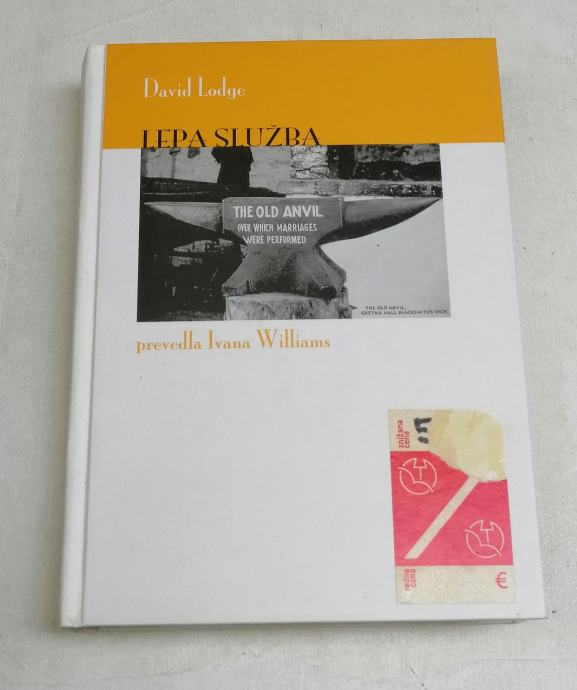 David Lodge
LEPA SLUŽBA
THE OLD ANVIL
OVER WHICH MARRIAGES
WERE PERFORMED
THE OLD ANVIL,
GRETNA HALL BLACKSMITH'S SHOP.
prevedla Ivana Williams
znižana
cena
redna
cena
€